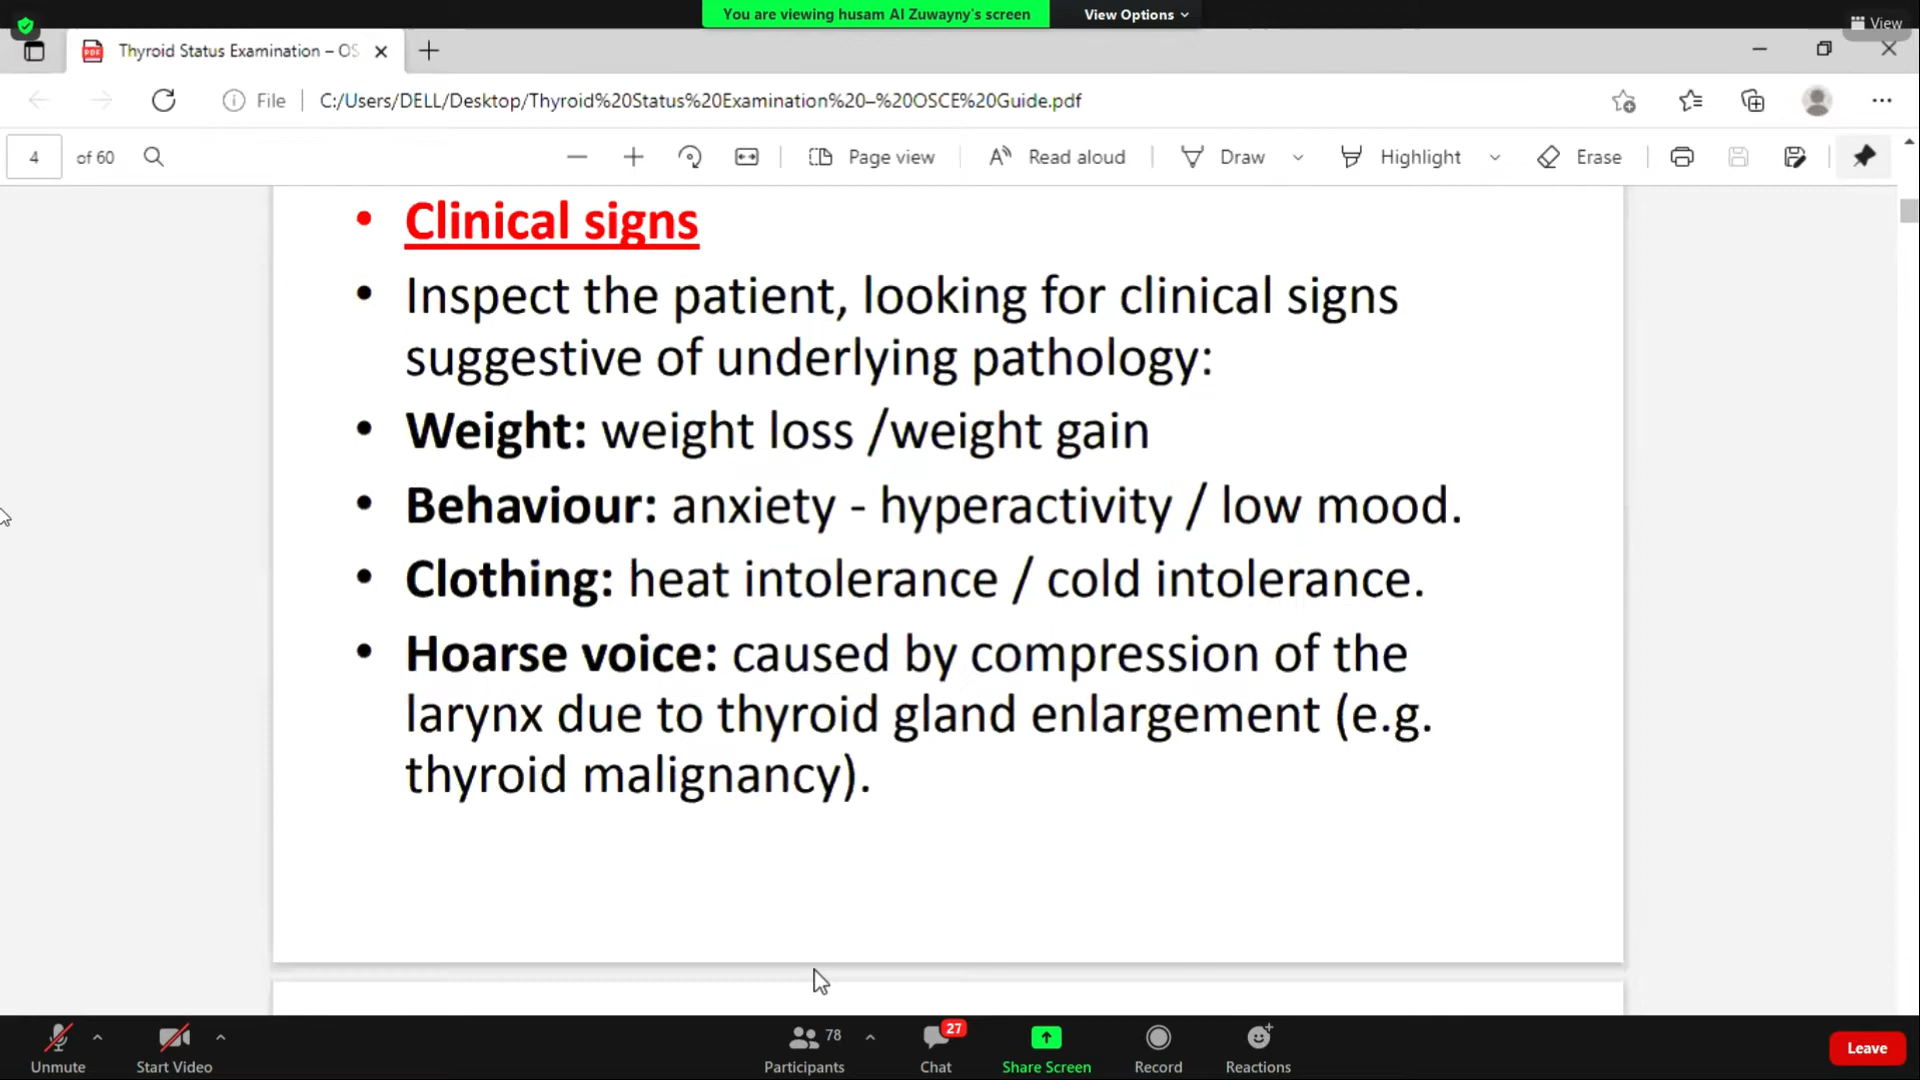 You are viewing husam Al Zuwayny's screen
View Options
View
Thyroid Status Examination – OS
File
C:/Users/DELL/Desktop/Thyroid%20Status%20Examination%20–%20OSCE%20Guide.pdf
4 of 60
Page view
Read aloud
Draw
Highlight
Erase
• Clinical signs
• Inspect the patient, looking for clinical signs
suggestive of underlying pathology:
• Weight: weight loss /weight gain
• Behaviour: anxiety - hyperactivity / low mood.
• Clothing: heat intolerance / cold intolerance.
• Hoarse voice: caused by compression of the
larynx due to thyroid gland enlargement (e.g.
thyroid malignancy).
78
27
Unmute
Start Video
Participants
Chat
Share Screen
Record
Reactions
Leave